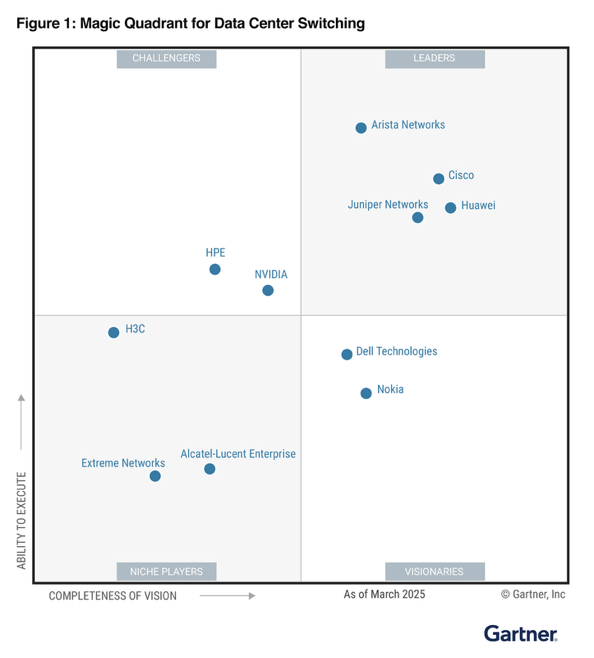 Figure 1: Magic Quadrant for Data Center Switching
CHALLENGERS
LEADERS
Arista Networks
Cisco
Juniper Networks
Huawei
HPE
NVIDIA
H3C
Dell Technologies
Nokia
Alcatel-Lucent Enterprise
Extreme Networks
ABILITY TO EXECUTE
NICHE PLAYERS
VISIONARIES
COMPLETENESS OF VISION
As of March 2025
© Gartner, Inc
Gartner.